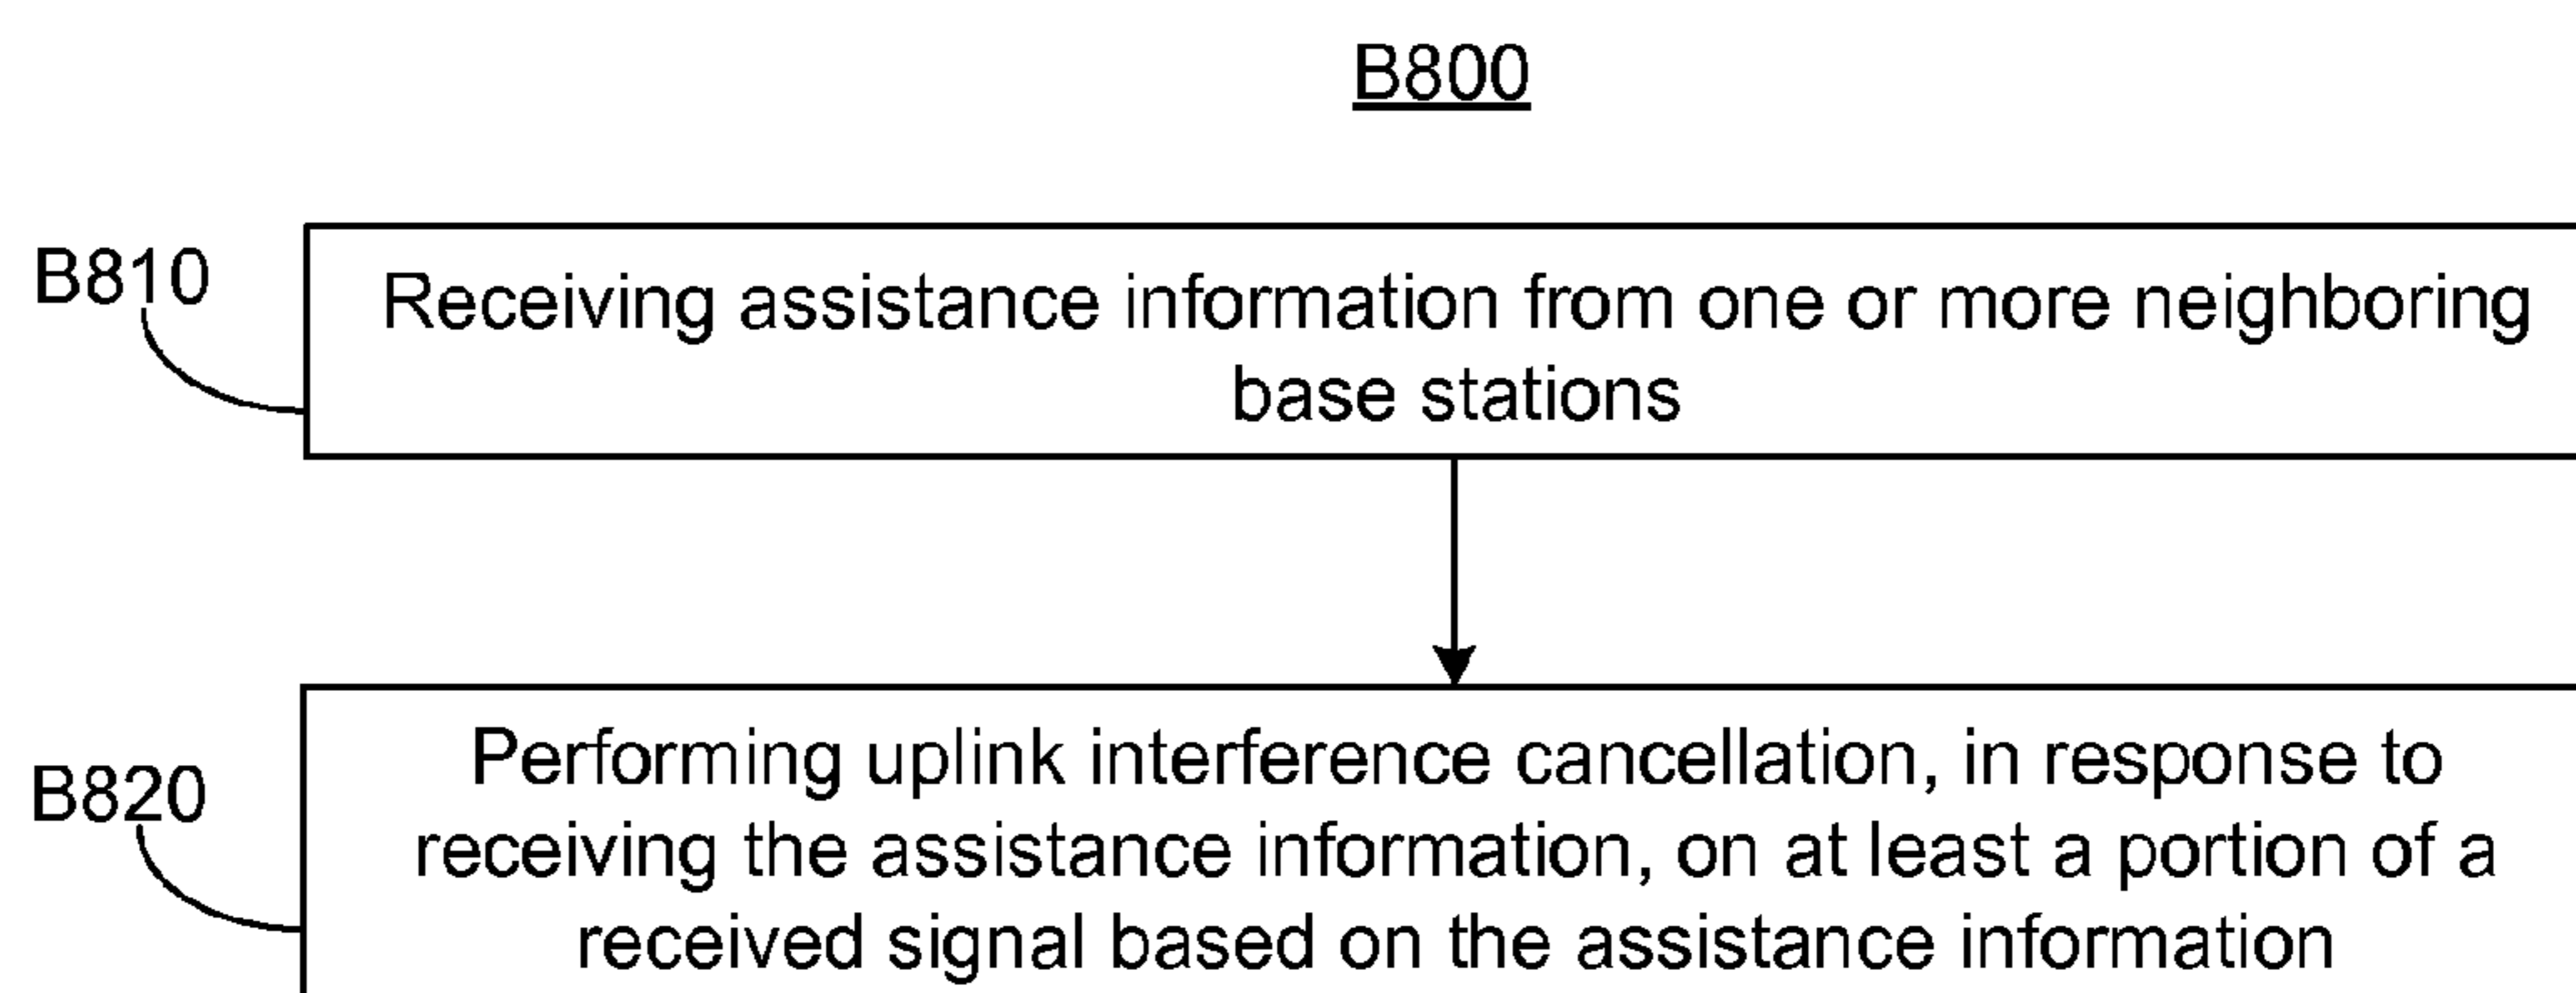 B800
B810
Receiving assistance information from one or more neighboring
base stations
B820
Performing uplink interference cancellation, in response to
receiving the assistance information, on at least a portion of a
received signal based on the assistance information